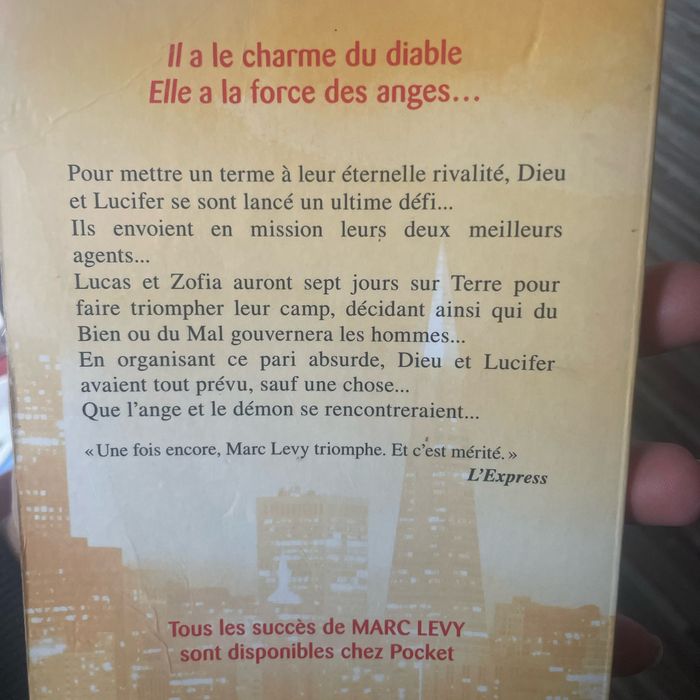 Il a le charme du diable
Elle a la force des anges...
Pour mettre un terme à leur éternelle rivalité, Dieu
et Lucifer se sont lancé un ultime défi...
Ils envoient en mission leurs deux meilleurs
agents...
Lucas et Zofia auront sept jours sur Terre pour
faire triompher leur camp, décidant ainsi qui du
Bien ou du Mal gouvernera les hommes...
En organisant ce pari absurde, Dieu et Lucifer
avaient tout prévu, sauf une chose...
Que l'ange et le démon se rencontreraient...
« Une fois encore, Marc Levy triomphe. Et c'est mérité. »
L'Express
Tous les succès de MARC LEVY
sont disponibles chez Pocket